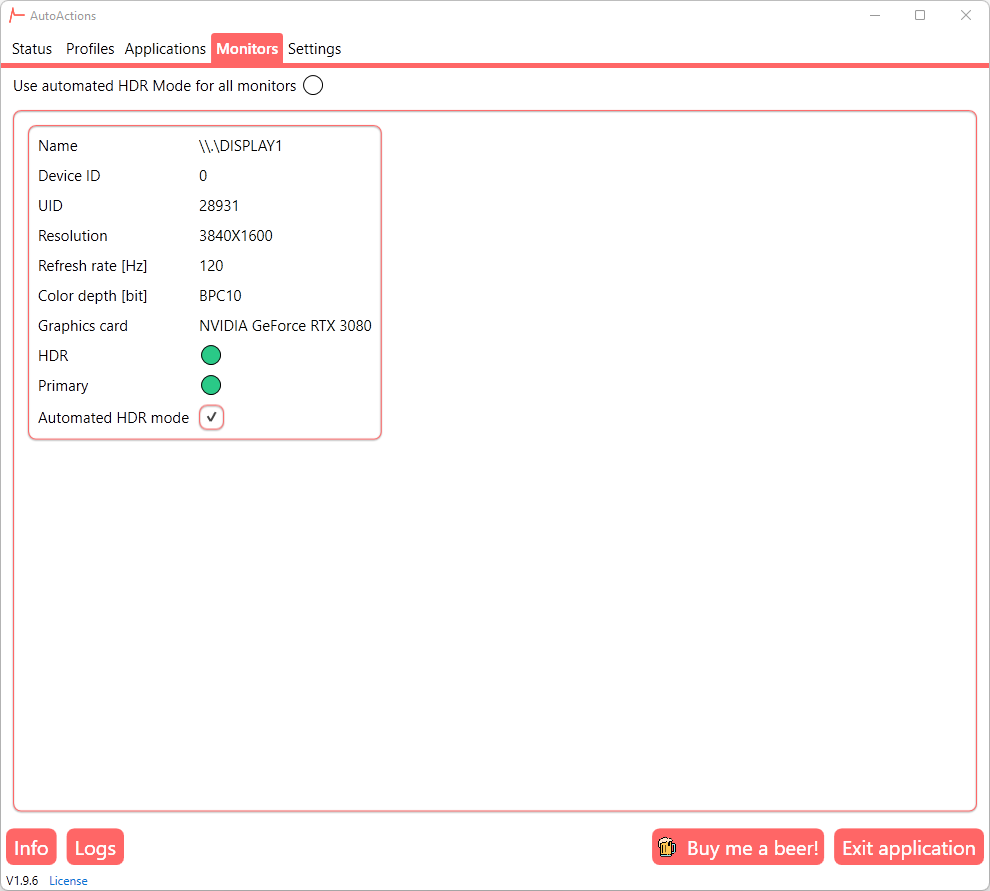 AutoActions
Status Profiles Applications Monitors Settings
Use automated HDR Mode for all monitors
Name \\.\DISPLAY1
Device ID 0
UID 28931
Resolution 3840X1600
Refresh rate [Hz] 120
Color depth [bit] BPC10
Graphics card NVIDIA GeForce RTX 3080
HDR
Primary
Automated HDR mode
Info Logs Buy me a beer! Exit application
V1.9.6 License